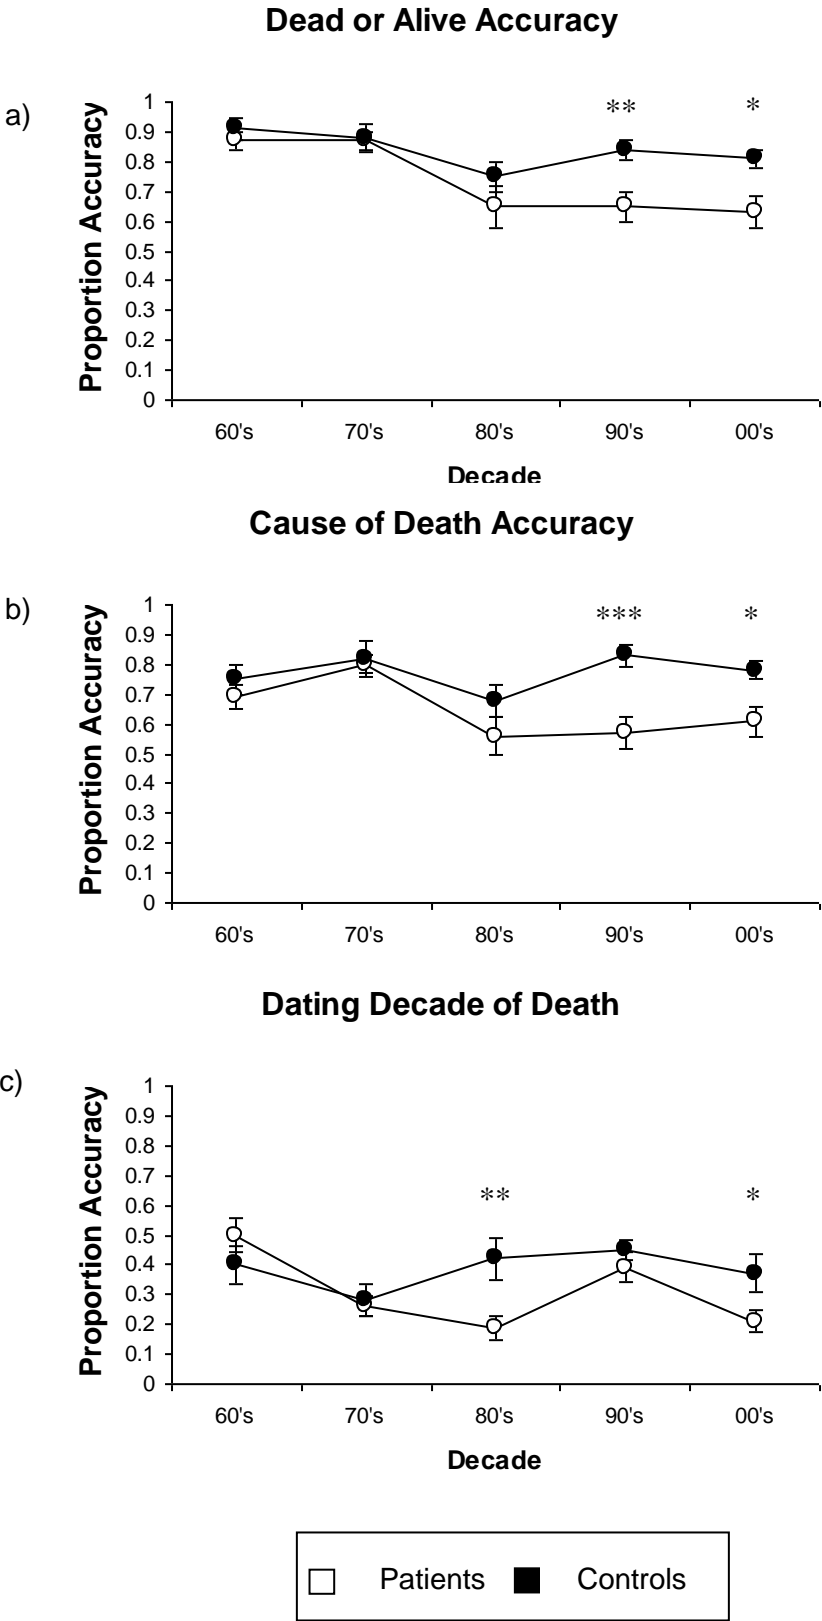 Dead or Alive Accuracy
a)
Proportion Accuracy
1
0.9
0.8
0.7
0.6
0.5
0.4
0.3
0.2
0.1
0
** *
60's 70's 80's 90's 00's
Decade
Cause of Death Accuracy
b)
Proportion Accuracy
1
0.9
0.8
0.7
0.6
0.5
0.4
0.3
0.2
0.1
0
*** *
60's 70's 80's 90's 00's
Dating Decade of Death
c)
Proportion Accuracy
1
0.9
0.8
0.7
0.6
0.5
0.4
0.3
0.2
0.1
0
** *
60's 70's 80's 90's 00's
Decade
Patients Controls